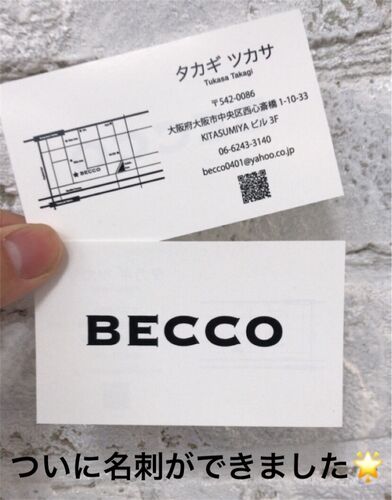 タカギ ツカサ
Tukasa Takagi
〒542-0086
大阪府大阪市中央区西心斎橋 1-10-33
KITASUMIYA ビル 3F
06-6243-3140
becco0401@yahoo.co.jp
★ BECCO
BECCO
ついに名刺ができました🌟